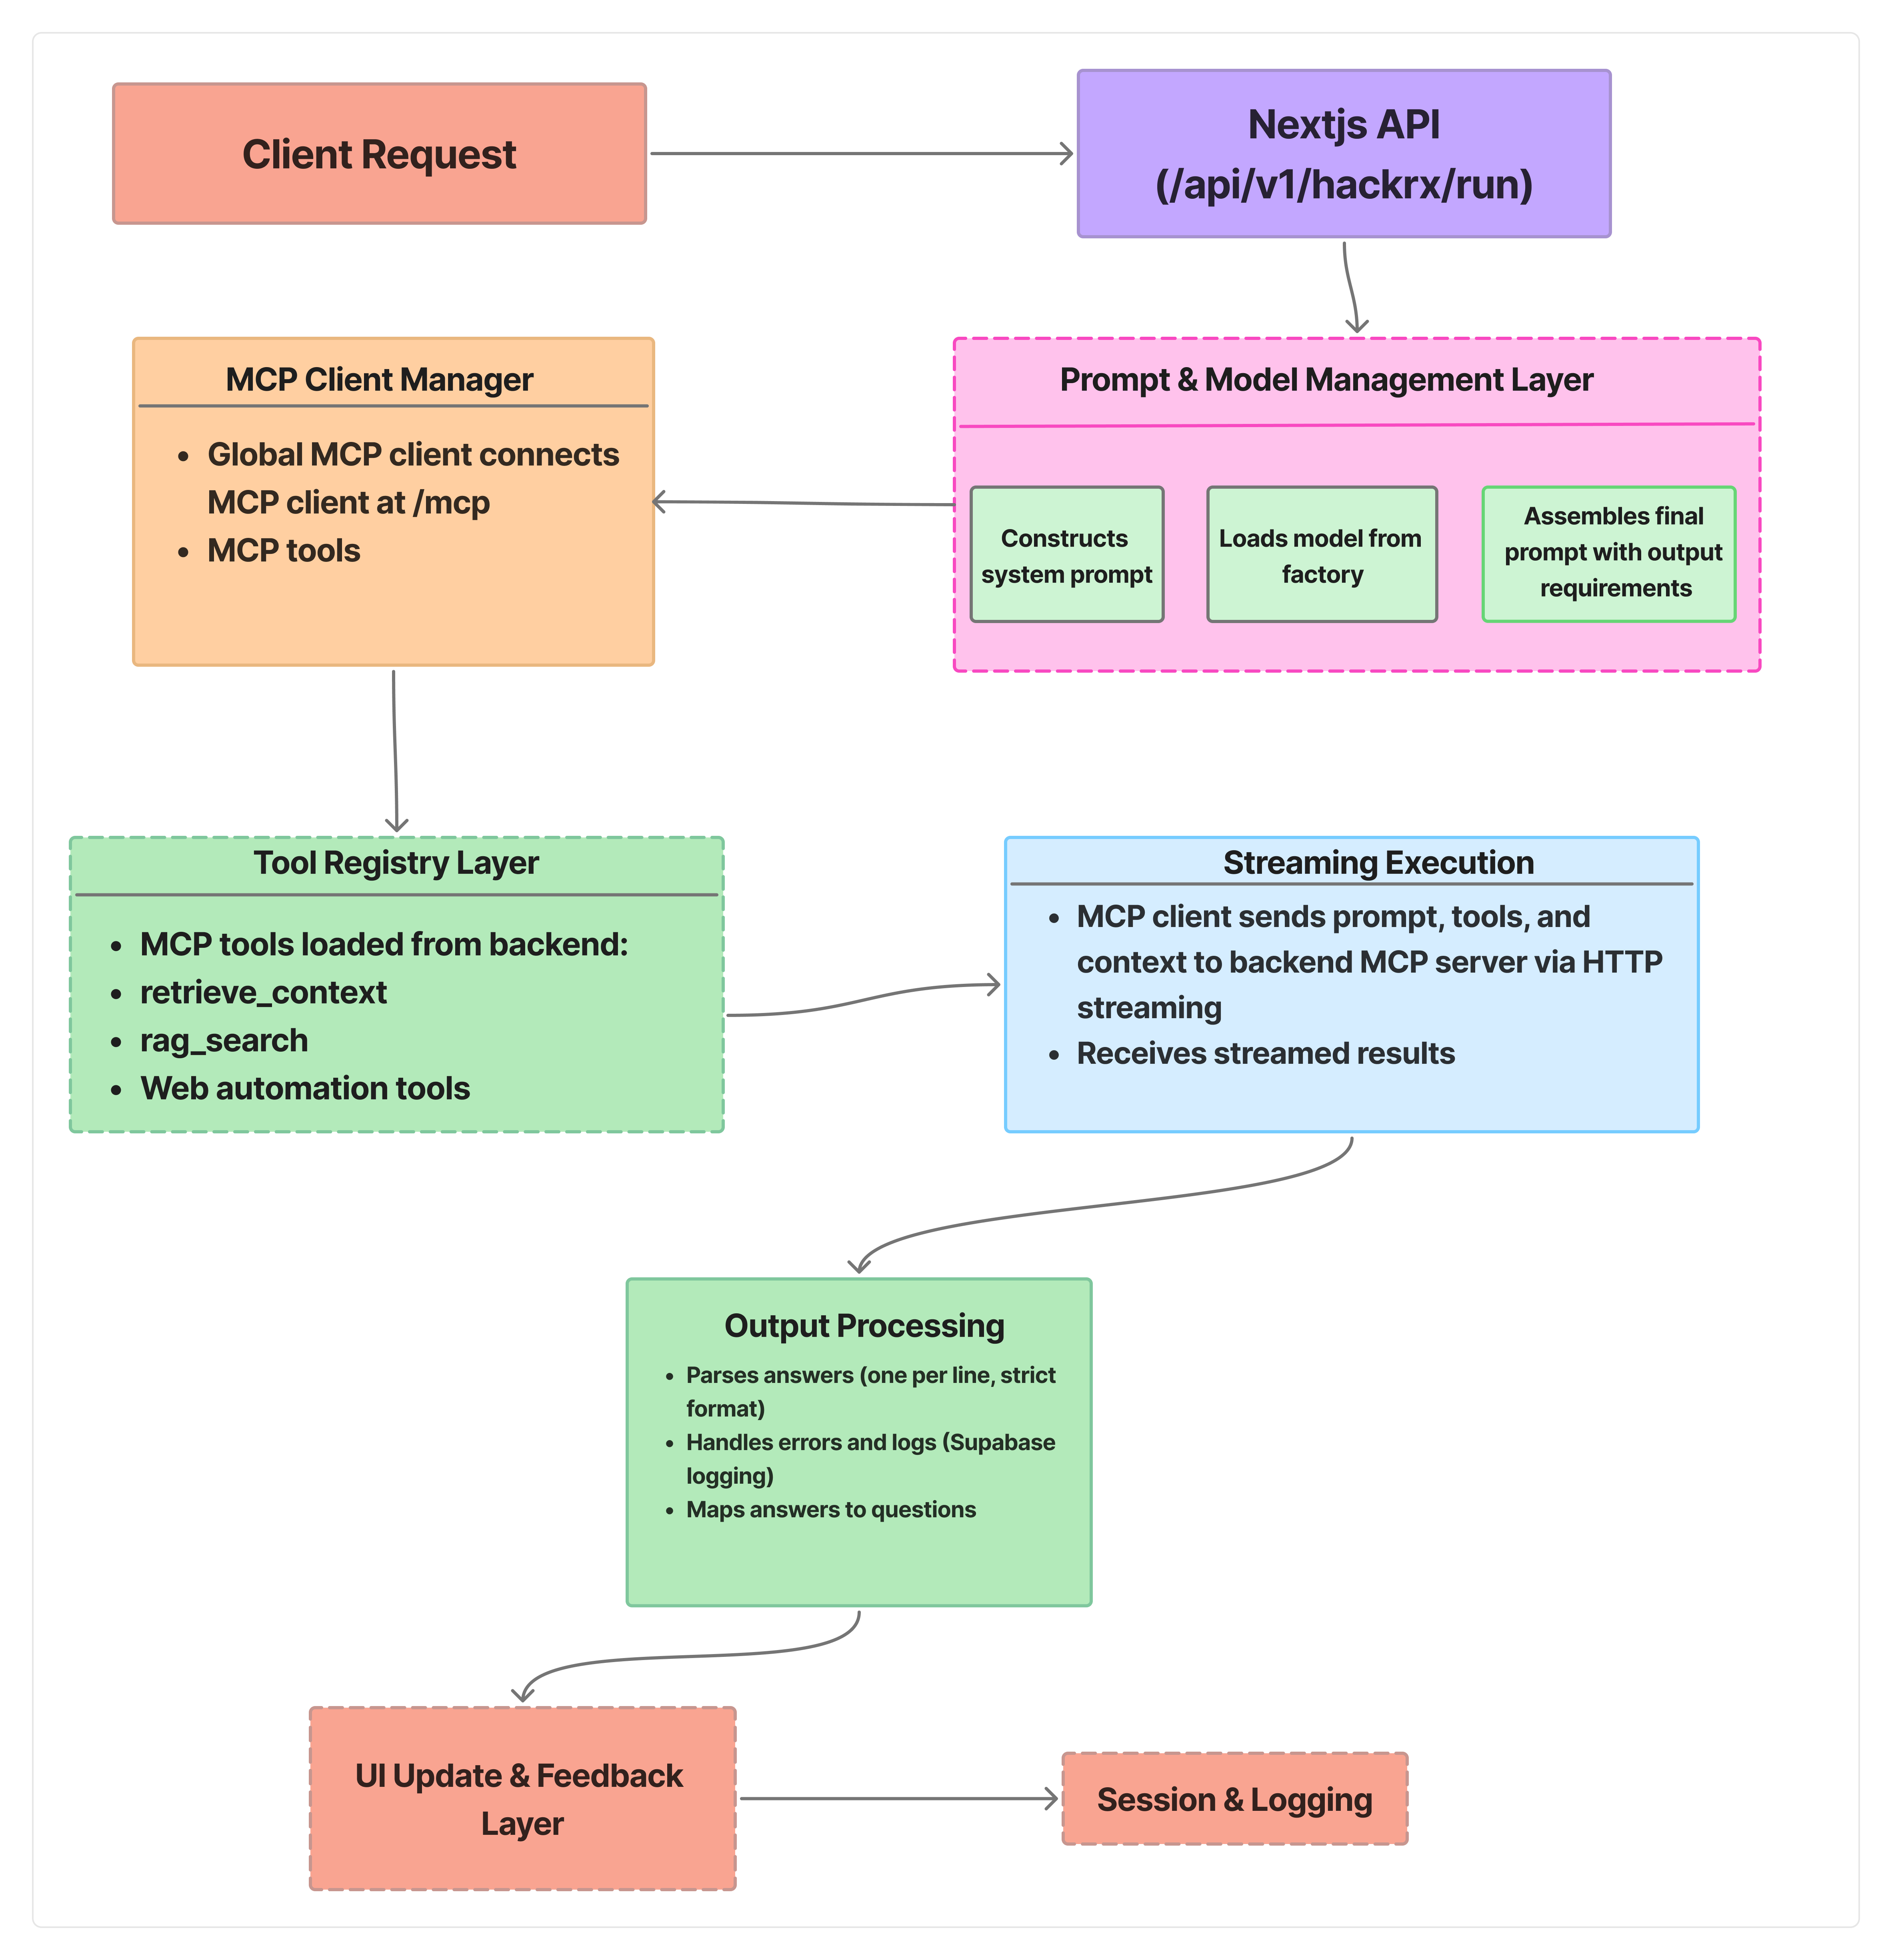 Client Request
Nextjs API
(/api/v1/hackrx/run)
MCP Client Manager
• Global MCP client connects
MCP client at /mcp
• MCP tools
Prompt & Model Management Layer
Constructs
system prompt
Loads model from
factory
Assembles final
prompt with output
requirements
Tool Registry Layer
• MCP tools loaded from backend:
• retrieve_context
• rag_search
• Web automation tools
Streaming Execution
• MCP client sends prompt, tools, and
context to backend MCP server via HTTP
streaming
• Receives streamed results
Output Processing
• Parses answers (one per line, strict
format)
• Handles errors and logs (Supabase
logging)
• Maps answers to questions
UI Update & Feedback
Layer
Session & Logging